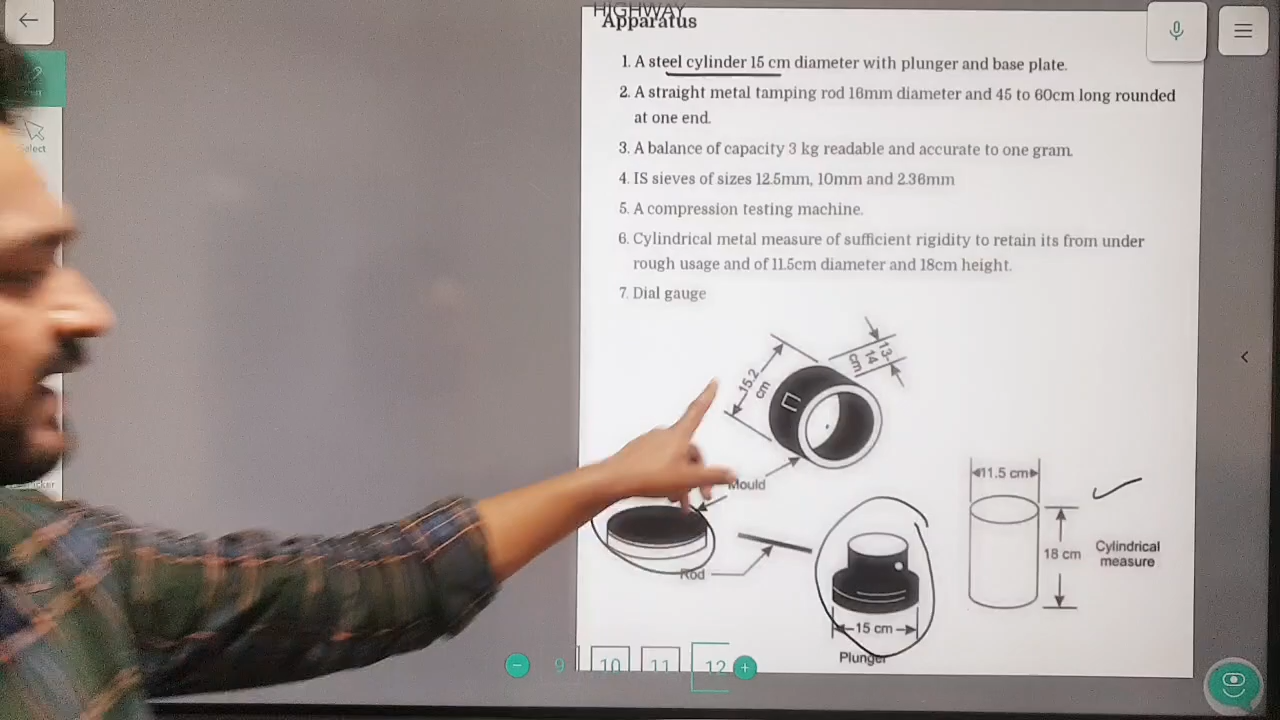 HIGHWAY
Apparatus
1. A steel cylinder 15 cm diameter with plunger and base plate.
2. A straight metal tamping rod 16mm diameter and 45 to 60cm long rounded
at one end.
3. A balance of capacity 3 kg readable and accurate to one gram.
4. IS sieves of sizes 12.5mm, 10mm and 2.36mm
5. A compression testing machine.
6. Cylindrical metal measure of sufficient rigidity to retain its from under
rough usage and of 11.5cm diameter and 18cm height.
7. Dial gauge
13-
14
cm
15.2
cm
Mould
11.5 cm
18 cm
Cylindrical
measure
Rod
15 cm
Plunger
9 10 11 12